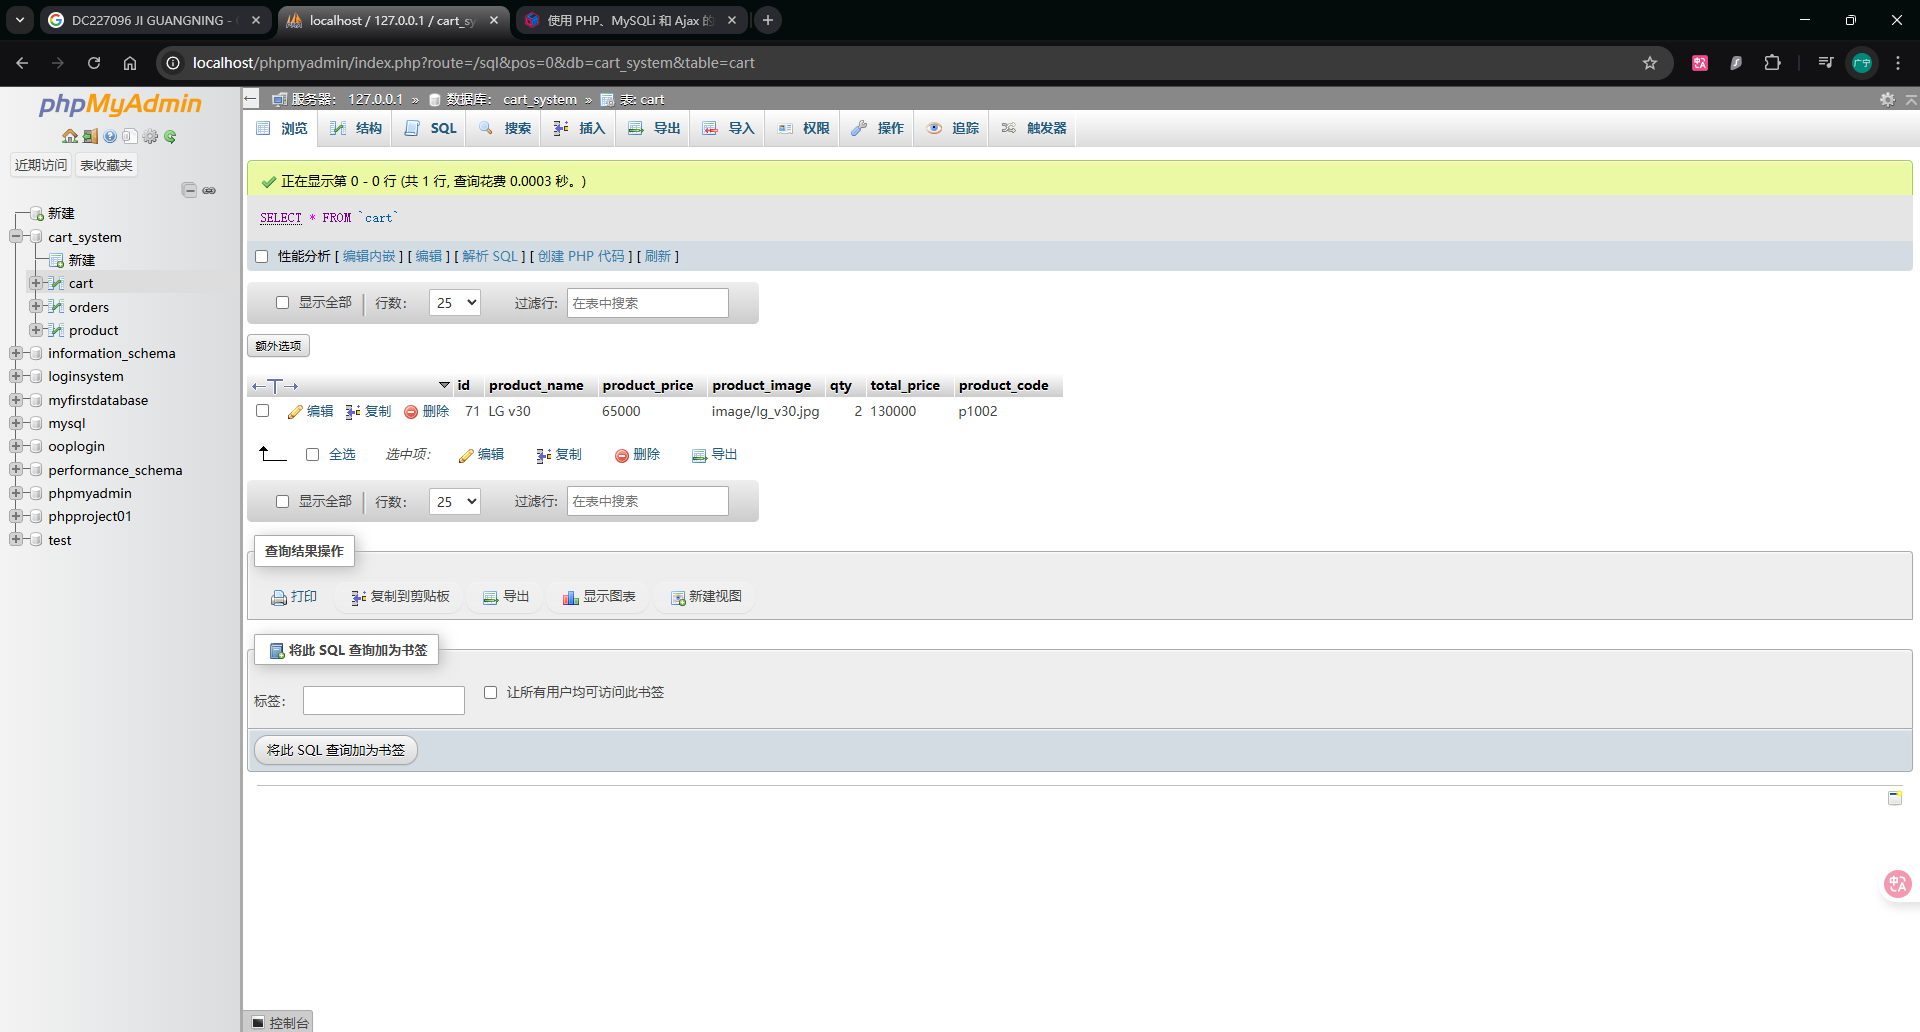 DC227096 JI GUANGNING -
localhost / 127.0.0.1 / cart_sy
使用 PHP、MySQLi 和 Ajax 的
localhost/phpmyadmin/index.php?route=/sql&pos=0&db=cart_system&table=cart
广宁
phpMyAdmin
近期访问
表收藏夹
新建
cart_system
新建
cart
orders
product
information_schema
loginsystem
myfirstdatabase
mysql
ooplogin
performance_schema
phpmyadmin
phpproject01
test
服务器: 127.0.0.1 » 数据库: cart_system » 表: cart
浏览 结构 SQL 搜索 插入 导出 导入 权限 操作 追踪 触发器
正在显示第 0 - 0 行 (共 1 行, 查询花费 0.0003 秒。)
SELECT * FROM `cart`
性能分析 [ 编辑内嵌 ] [ 编辑 ] [ 解析 SQL ] [ 创建 PHP 代码 ] [ 刷新 ]
显示全部 行数: 25 过滤行: 在表中搜索
额外选项
←T→ id product_name product_price product_image qty total_price product_code
编辑 复制 删除 71 LG v30 65000 image/lg_v30.jpg 2 130000 p1002
全选 选中项: 编辑 复制 删除 导出
显示全部 行数: 25 过滤行: 在表中搜索
查询结果操作
打印 复制到剪贴板 导出 显示图表 新建视图
将此 SQL 查询加为书签
标签: 让所有用户均可访问此书签
将此 SQL 查询加为书签
控制台